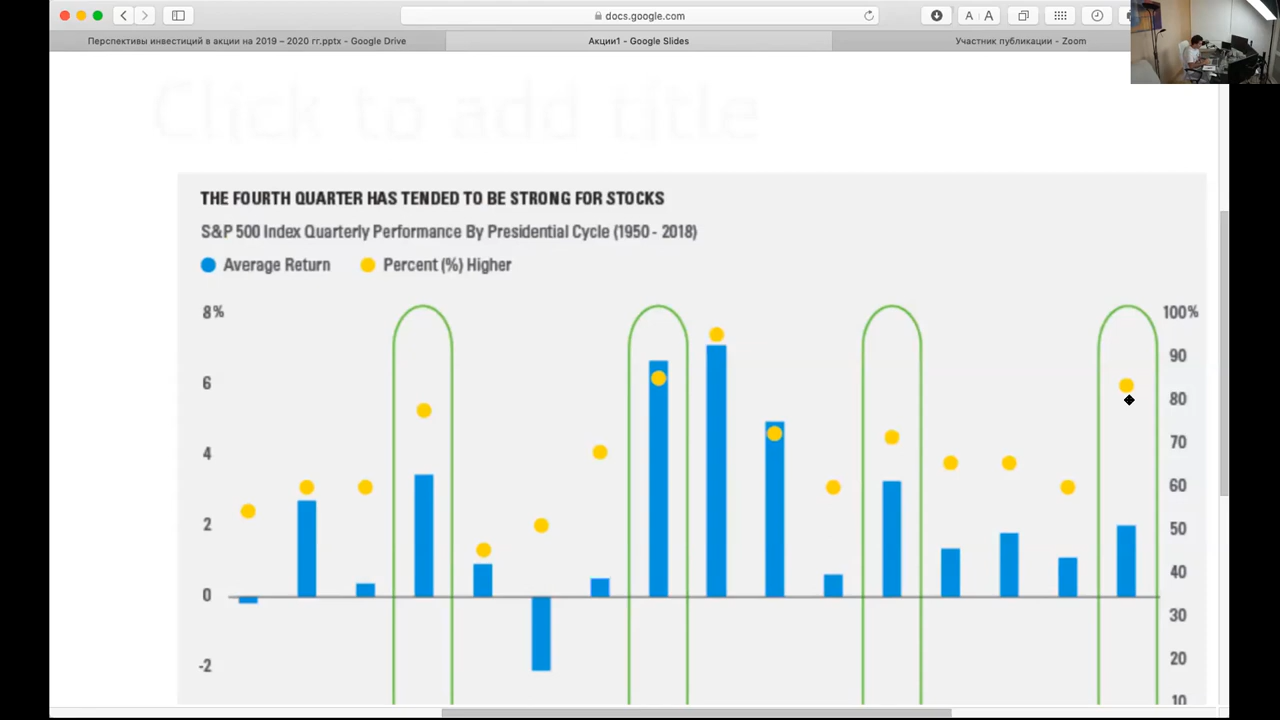 docs.google.com
A A
Перспективы инвестиций в акции на 2019 – 2020 гг.pptx - Google Drive
Акции1 - Google Slides
Участник публикации - Zoom
Click to add title
THE FOURTH QUARTER HAS TENDED TO BE STRONG FOR STOCKS
S&P 500 Index Quarterly Performance By Presidential Cycle (1950 - 2018)
Average Return
Percent (%) Higher
8%
100%
90
6
80
70
4
60
2
50
40
0
30
-2
20
10